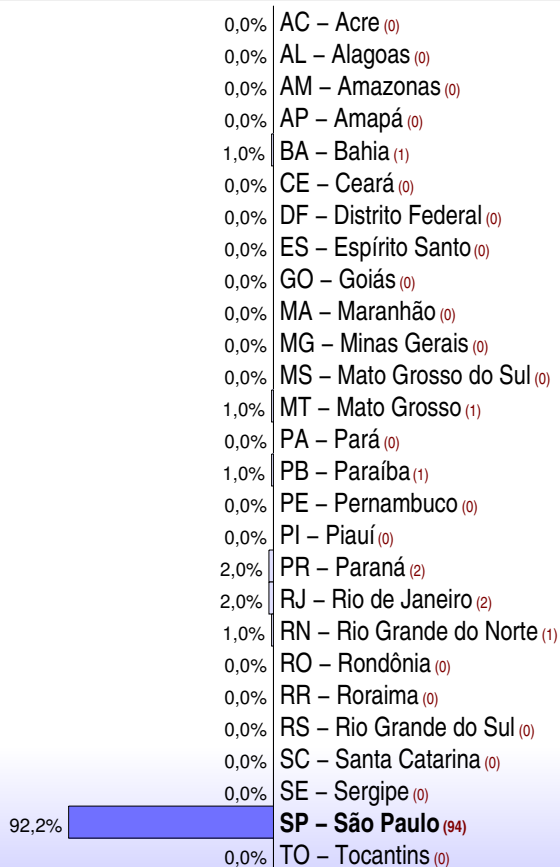 0,0% AC – Acre (0)
0,0% AL – Alagoas (0)
0,0% AM – Amazonas (0)
0,0% AP – Amapá (0)
1,0% BA – Bahia (1)
0,0% CE – Ceará (0)
0,0% DF – Distrito Federal (0)
0,0% ES – Espírito Santo (0)
0,0% GO – Goiás (0)
0,0% MA – Maranhão (0)
0,0% MG – Minas Gerais (0)
0,0% MS – Mato Grosso do Sul (0)
1,0% MT – Mato Grosso (1)
0,0% PA – Pará (0)
1,0% PB – Paraíba (1)
0,0% PE – Pernambuco (0)
0,0% PI – Piauí (0)
2,0% PR – Paraná (2)
2,0% RJ – Rio de Janeiro (2)
1,0% RN – Rio Grande do Norte (1)
0,0% RO – Rondônia (0)
0,0% RR – Roraima (0)
0,0% RS – Rio Grande do Sul (0)
0,0% SC – Santa Catarina (0)
0,0% SE – Sergipe (0)
92,2% SP – São Paulo (94)
0,0% TO – Tocantins (0)